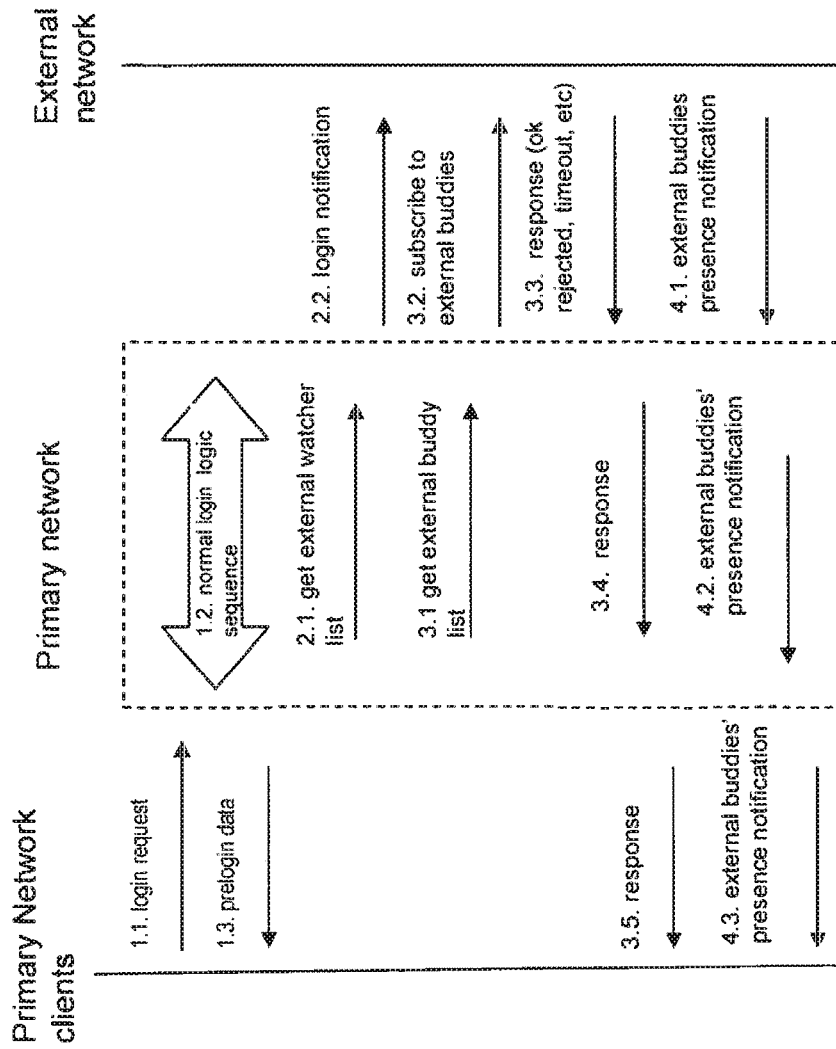 Primary Network
clients
Primary network
External
network
1.1. login request
1.2. normal login logic
sequence
1.3. prelogin data
2.1. get external watcher
list
2.2. login notification
3.1 get external buddy
list
3.2. subscribe to
external buddies
3.3. response (ok
rejected, timeout, etc)
3.4. response
3.5. response
4.1. external buddies
presence notification
4.2. external buddies'
presence notification
4.3. external buddies'
presence notification